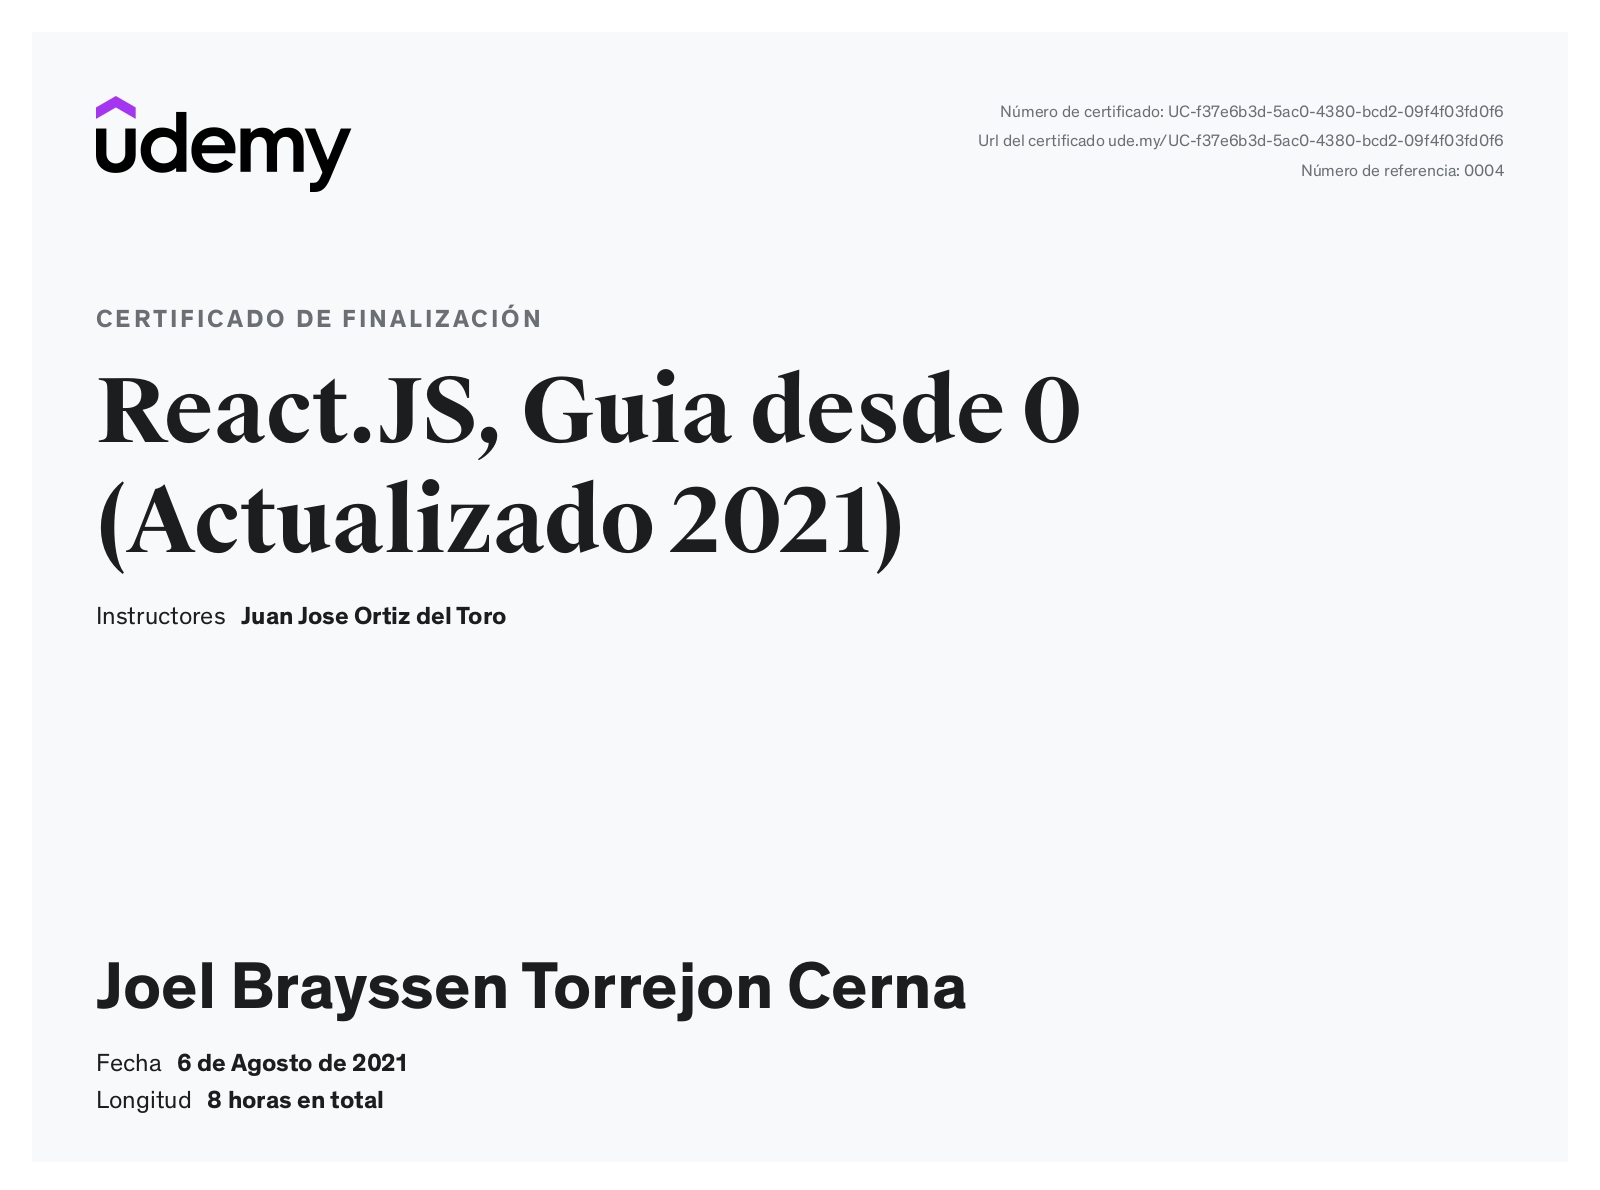 udemy
Número de certificado: UC-f37e6b3d-5ac0-4380-bcd2-09f4f03fd0f6
Url del certificado ude.my/UC-f37e6b3d-5ac0-4380-bcd2-09f4f03fd0f6
Número de referencia: 0004
CERTIFICADO DE FINALIZACIÓN
React.JS, Guia desde 0
(Actualizado 2021)
Instructores Juan Jose Ortiz del Toro
Joel Brayssen Torrejon Cerna
Fecha 6 de Agosto de 2021
Longitud 8 horas en total